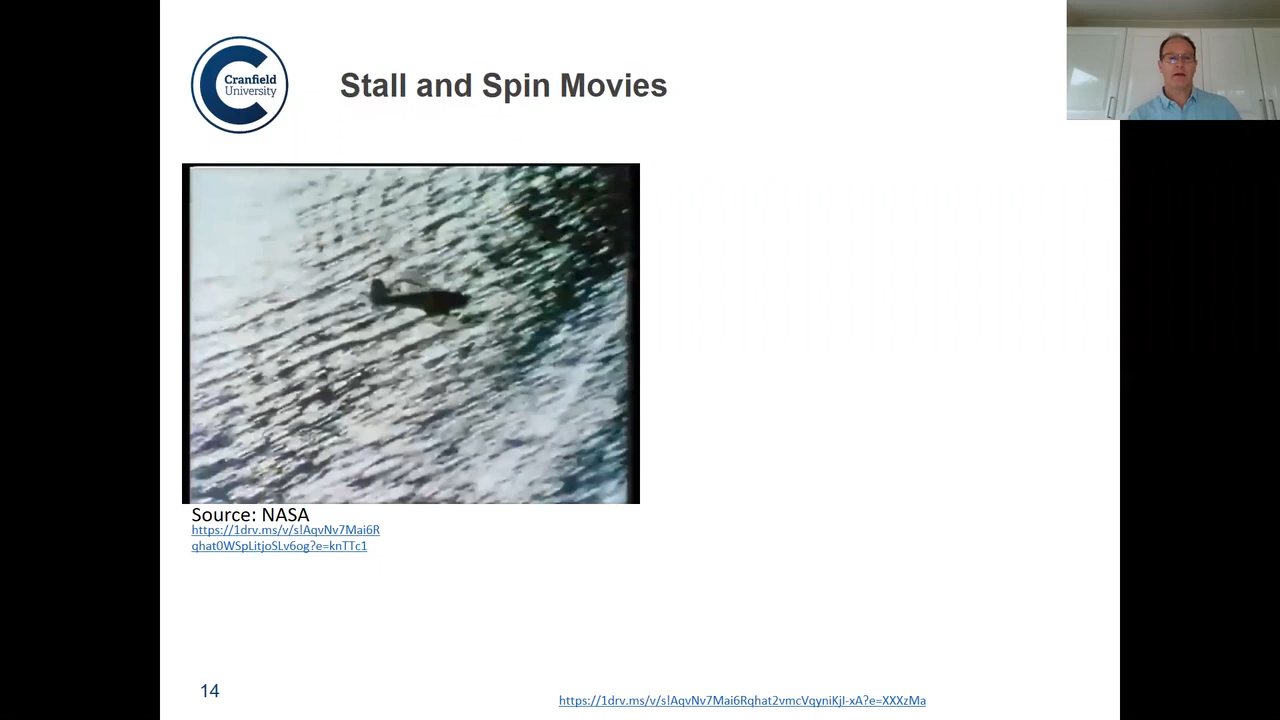 Cranfield
University
Stall and Spin Movies
Source: NASA
https://1drv.ms/v/s!AqvNv7Mai6R
qhat0WSpLitjoSLv6og?e=knTTc1
14
https://1drv.ms/v/s!AqvNv7Mai6Rqhat2vmcVqyniKjI-xA?e=XXXzMa